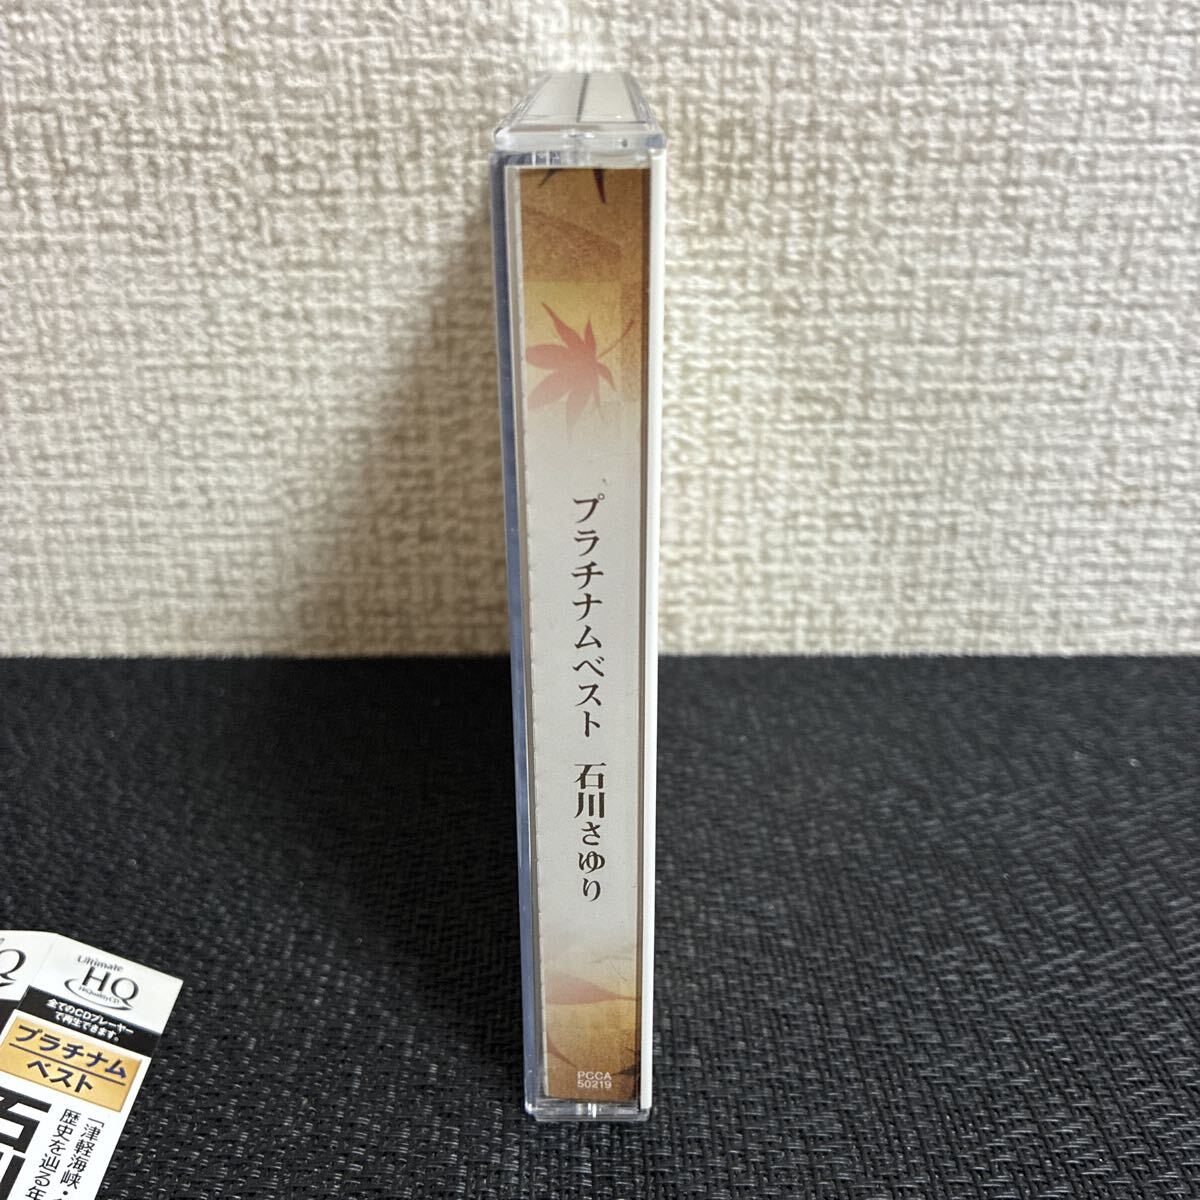 プラチナムベスト 石川さゆり
PCCA
50219
Ultimate
HQ
HiQualityCD
全てのCDプレーヤー
で再生できます。
プラチナム
ベスト
「津軽海峡・
歴史を辿る年